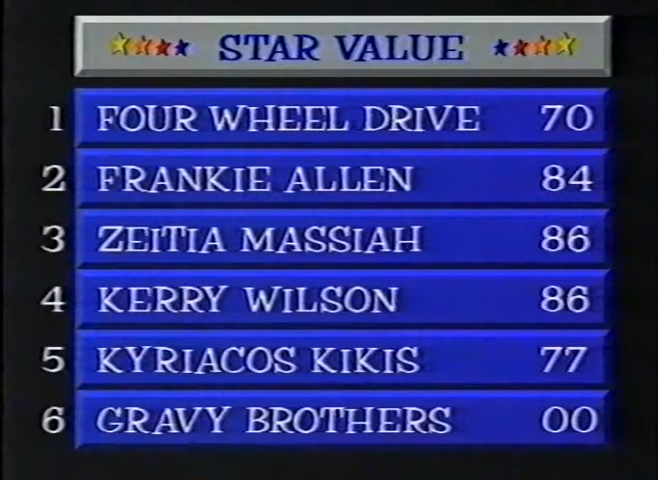 STAR VALUE
1 FOUR WHEEL DRIVE 70
2 FRANKIE ALLEN 84
3 ZEITIA MASSIAH 86
4 KERRY WILSON 86
5 KYRIACOS KIKIS 77
6 GRAVY BROTHERS 00